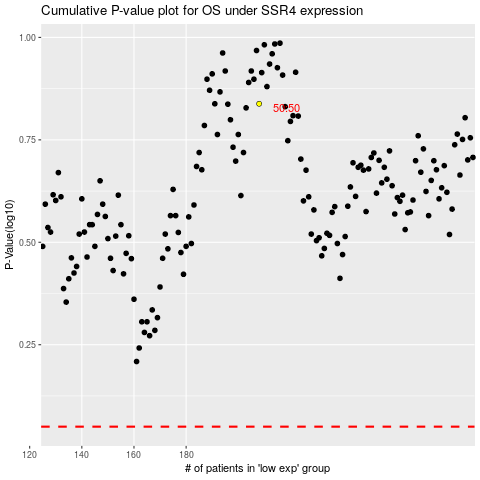 Cumulative P-value plot for OS under SSR4 expression
1.00
0.75
0.50
0.25
P-Value(log10)
50:50
120 140 160 180
# of patients in 'low exp' group